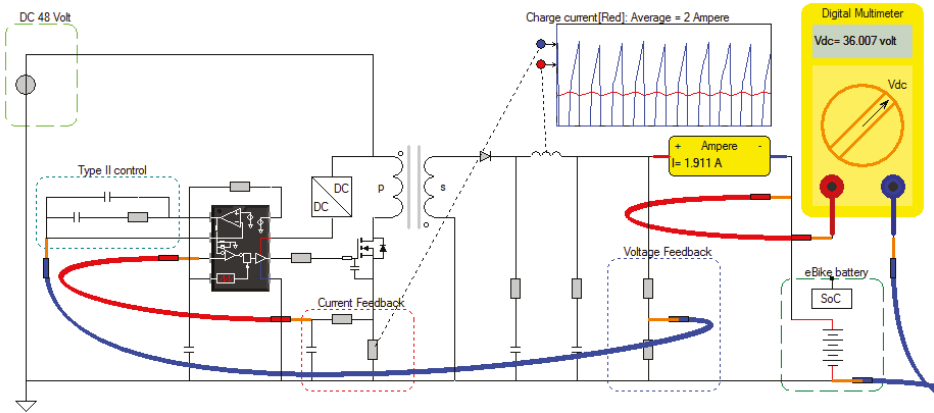 DC 48 Volt
Charge current[Red]: Average = 2 Ampere
Digital Multimeter
Vdc= 36.007 volt
Vdc
+ Ampere -
I= 1.911 A
Type II control
DC
DC
p
s
Voltage Feedback
Current Feedback
eBike battery
SoC